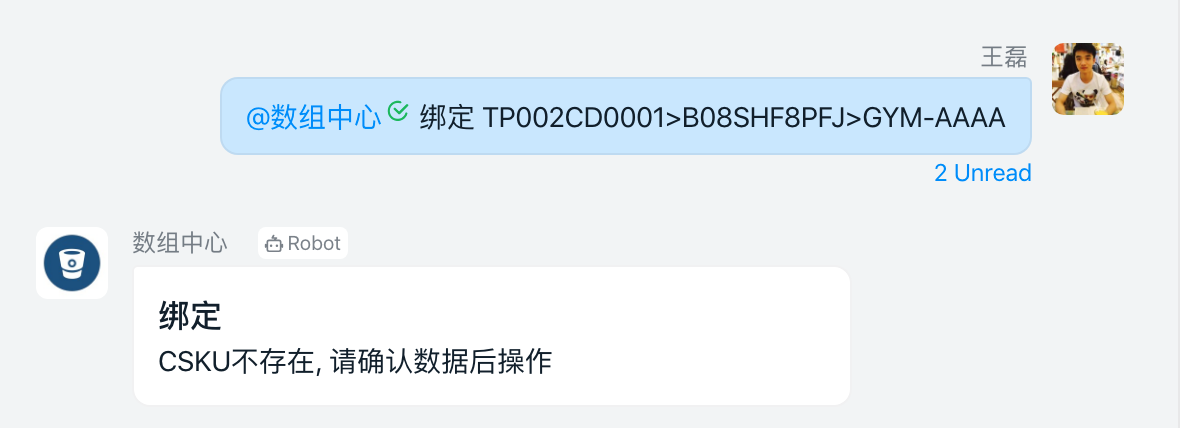 王磊
@数组中心 绑定 TP002CD0001>B08SHF8PFJ>GYM-AAAA
2 Unread
数组中心 Robot
绑定
CSKU不存在, 请确认数据后操作